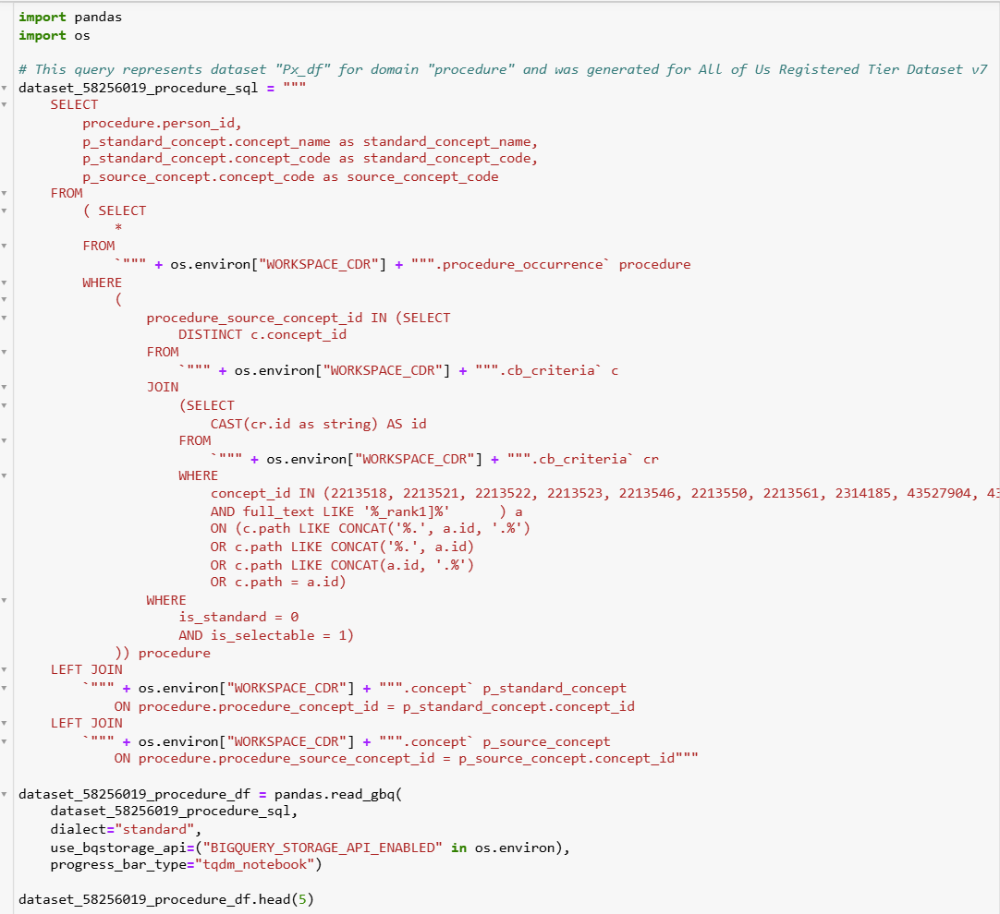 import pandas
import os

# This query represents dataset "Px_df" for domain "procedure" and was generated for All of Us Registered Tier Dataset v7
dataset_58256019_procedure_sql = """
    SELECT
        procedure.person_id,
        p_standard_concept.concept_name as standard_concept_name,
        p_standard_concept.concept_code as standard_concept_code,
        p_source_concept.concept_code as source_concept_code
    FROM
        ( SELECT
            *
        FROM
            `""" + os.environ["WORKSPACE_CDR"] + """.procedure_occurrence` procedure
        WHERE
            (
                procedure_source_concept_id IN (SELECT
                    DISTINCT c.concept_id
                FROM
                    `""" + os.environ["WORKSPACE_CDR"] + """.cb_criteria` c
                JOIN
                    (SELECT
                        CAST(cr.id as string) AS id
                    FROM
                        `""" + os.environ["WORKSPACE_CDR"] + """.cb_criteria` cr
                    WHERE
                        concept_id IN (2213518, 2213521, 2213522, 2213523, 2213546, 2213550, 2213561, 2314185, 43527904,
                        AND full_text LIKE '%_rank1]%'      ) a
                        ON (c.path LIKE CONCAT('%.', a.id, '.%')
                        OR c.path LIKE CONCAT('%.', a.id)
                        OR c.path LIKE CONCAT(a.id, '.%')
                        OR c.path = a.id)
                WHERE
                    is_standard = 0
                    AND is_selectable = 1)
            )) procedure
    LEFT JOIN
        `""" + os.environ["WORKSPACE_CDR"] + """.concept` p_standard_concept
            ON procedure.procedure_concept_id = p_standard_concept.concept_id
    LEFT JOIN
        `""" + os.environ["WORKSPACE_CDR"] + """.concept` p_source_concept
            ON procedure.procedure_source_concept_id = p_source_concept.concept_id"""

dataset_58256019_procedure_df = pandas.read_gbq(
    dataset_58256019_procedure_sql,
    dialect="standard",
    use_bqstorage_api=("BIGQUERY_STORAGE_API_ENABLED" in os.environ),
    progress_bar_type="tqdm_notebook")

dataset_58256019_procedure_df.head(5)